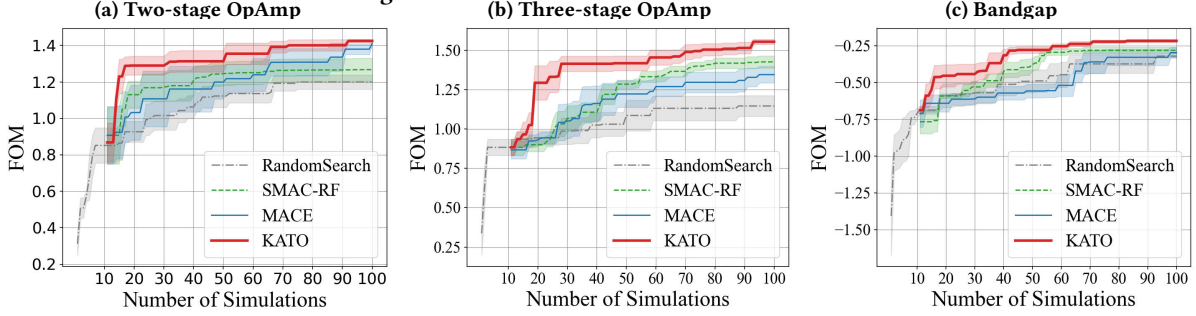 (a) Two-stage OpAmp
1.4
1.2
1.0
0.8
0.6
0.4
0.2
FOM
RandomSearch
SMAC-RF
MACE
KATO
0 10 20 30 40 50 60 70 80 90 100
Number of Simulations
(b) Three-stage OpAmp
1.50
1.25
1.00
0.75
0.50
0.25
FOM
RandomSearch
SMAC-RF
MACE
KATO
0 10 20 30 40 50 60 70 80 90 100
Number of Simulations
(c) Bandgap
−0.25
−0.50
−0.75
−1.00
−1.25
−1.50
FOM
RandomSearch
SMAC-RF
MACE
KATO
0 10 20 30 40 50 60 70 80 90 100
Number of Simulations